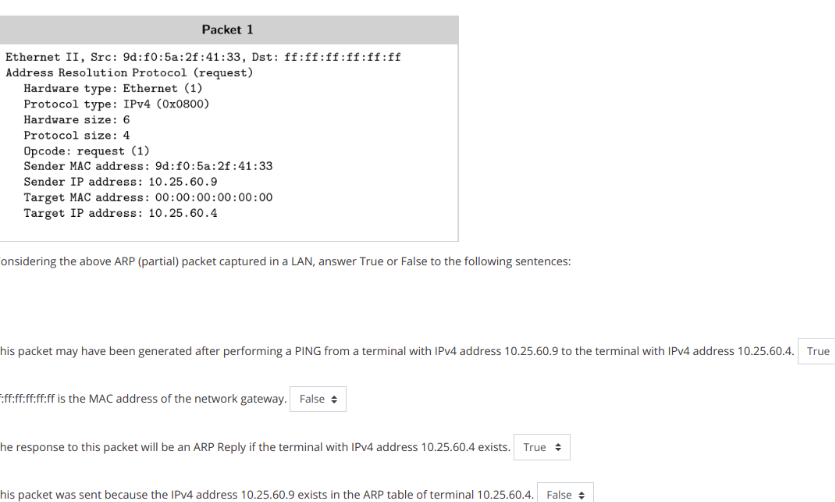 Packet 1
Ethernet II, Src: 9d:f0:5a:2f:41:33, Dst: ff:ff:ff:ff:ff:ff
Address Resolution Protocol (request)
Hardware type: Ethernet (1)
Protocol type: IPv4 (0x0800)
Hardware size: 6
Protocol size: 4
Opcode: request (1)
Sender MAC address: 9d:f0:5a:2f:41:33
Sender IP address: 10.25.60.9
Target MAC address: 00:00:00:00:00:00
Target IP address: 10.25.60.4
onsidering the above ARP (partial) packet captured in a LAN, answer True or False to the following sentences:
his packet may have been generated after performing a PING from a terminal with IPv4 address 10.25.60.9 to the terminal with IPv4 address 10.25.60.4. True
f:ff:ff:ff:ff:ff is the MAC address of the network gateway. False
he response to this packet will be an ARP Reply if the terminal with IPv4 address 10.25.60.4 exists. True
his packet was sent because the IPv4 address 10.25.60.9 exists in the ARP table of terminal 10.25.60.4. False